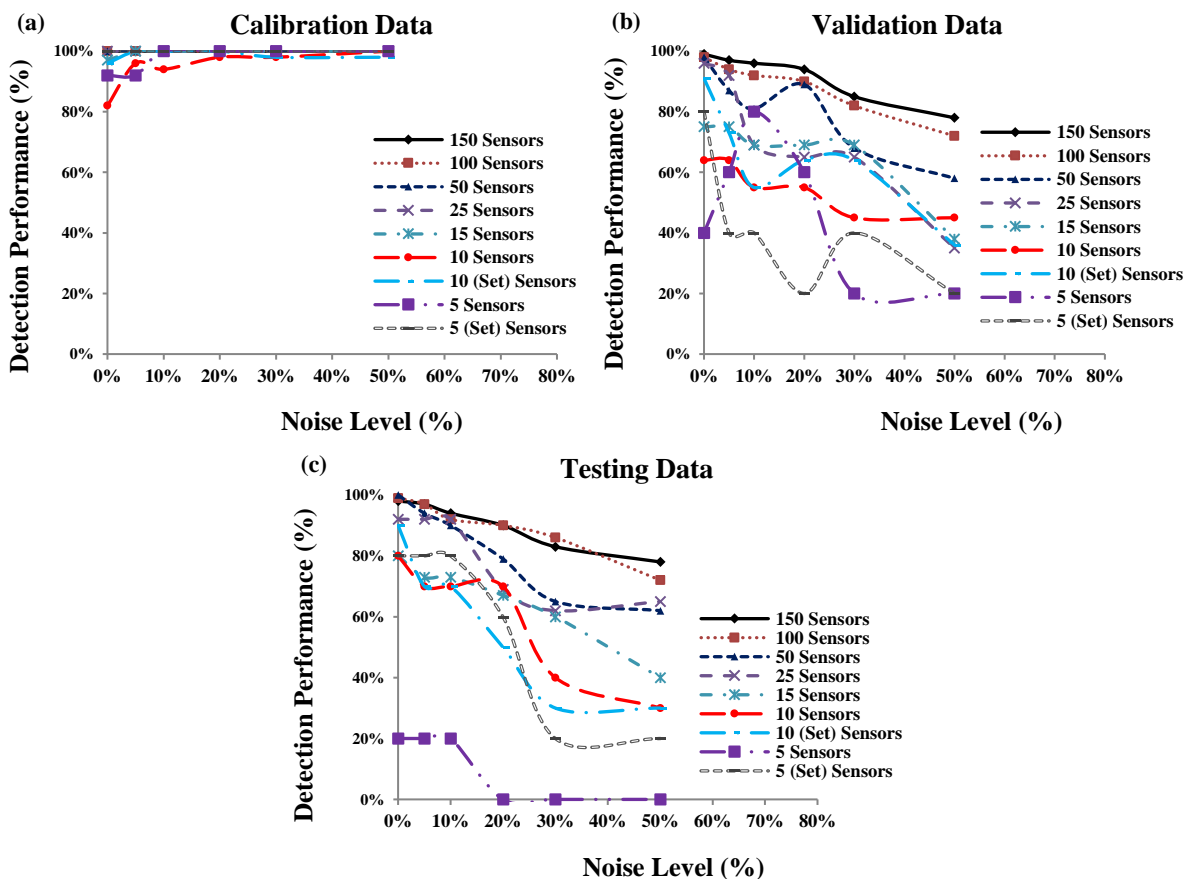 (a)
Calibration Data
Detection Performance (%)
100%
80%
60%
40%
20%
0%
0% 10% 20% 30% 40% 50% 60% 70% 80%
Noise Level (%)
150 Sensors
100 Sensors
50 Sensors
25 Sensors
15 Sensors
10 Sensors
10 (Set) Sensors
5 Sensors
5 (Set) Sensors
(b)
Validation Data
Detection Performance (%)
100%
80%
60%
40%
20%
0%
0% 10% 20% 30% 40% 50% 60% 70% 80%
Noise Level (%)
150 Sensors
100 Sensors
50 Sensors
25 Sensors
15 Sensors
10 Sensors
10 (Set) Sensors
5 Sensors
5 (Set) Sensors
(c)
Testing Data
Detection Performance (%)
100%
80%
60%
40%
20%
0%
0% 10% 20% 30% 40% 50% 60% 70% 80%
Noise Level (%)
150 Sensors
100 Sensors
50 Sensors
25 Sensors
15 Sensors
10 Sensors
10 (Set) Sensors
5 Sensors
5 (Set) Sensors